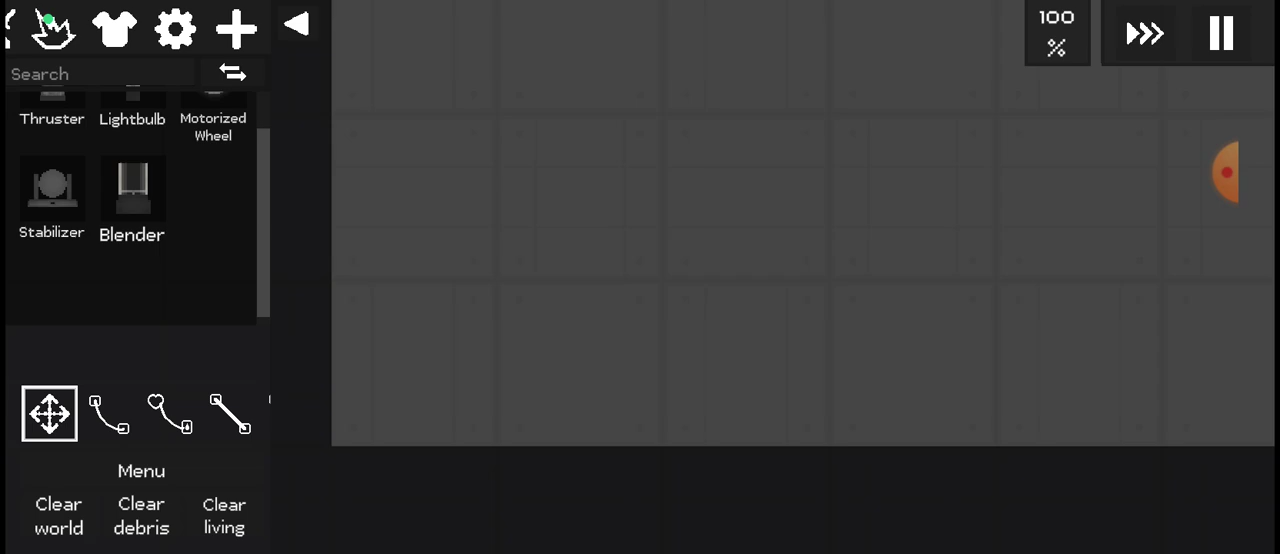 100
%
Search
Thruster Lightbulb Motorized
Wheel
Stabilizer Blender
Menu
Clear Clear Clear
world debris living